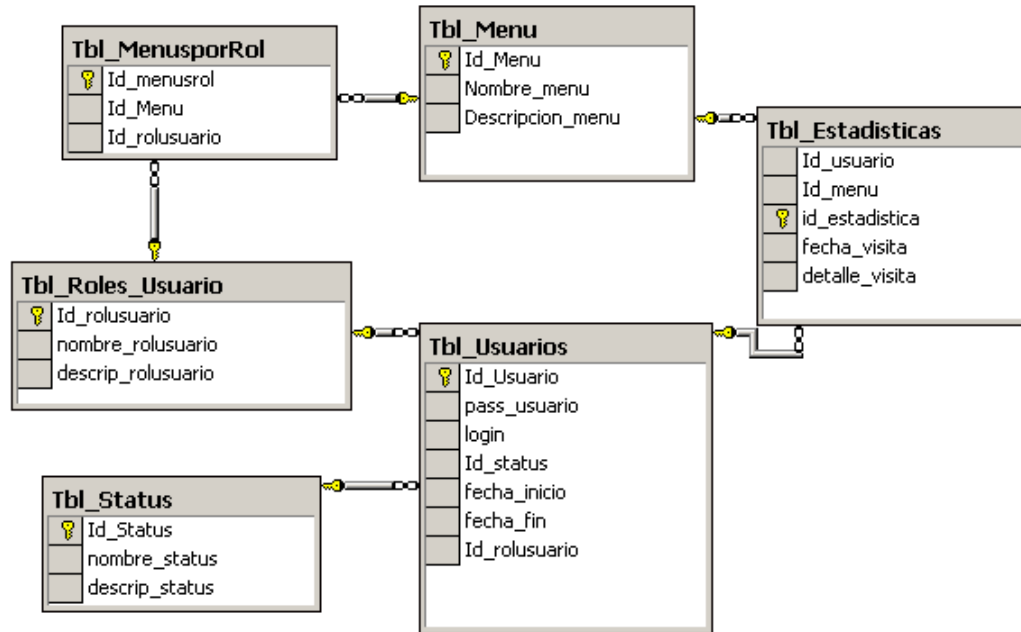 Tbl_MenusporRol
Id_menusrol
Id_Menu
Id_rolusuario
Tbl_Menu
Id_Menu
Nombre_menu
Descripcion_menu
Tbl_Estadisticas
Id_usuario
Id_menu
id_estadistica
fecha_visita
detalle_visita
Tbl_Roles_Usuario
Id_rolusuario
nombre_rolusuario
descrip_rolusuario
Tbl_Usuarios
Id_Usuario
pass_usuario
login
Id_status
fecha_inicio
fecha_fin
Id_rolusuario
Tbl_Status
Id_Status
nombre_status
descrip_status